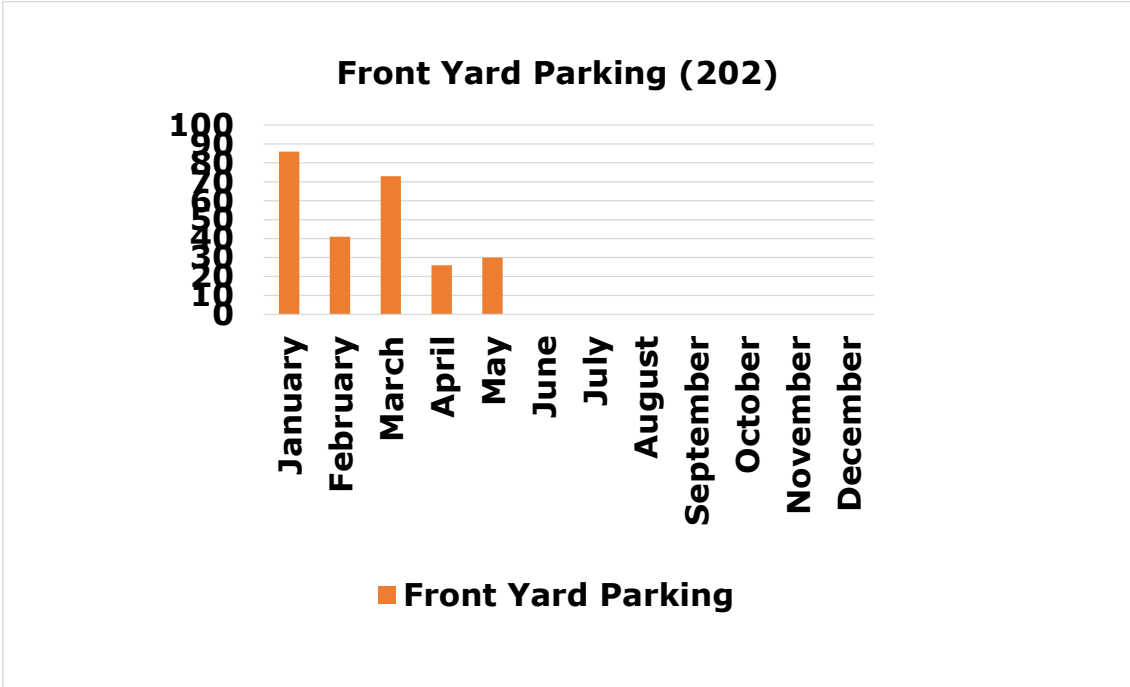 Front Yard Parking (202)
100
90
80
70
60
50
40
30
20
10
0
January
February
March
April
May
June
July
August
September
October
November
December
Front Yard Parking